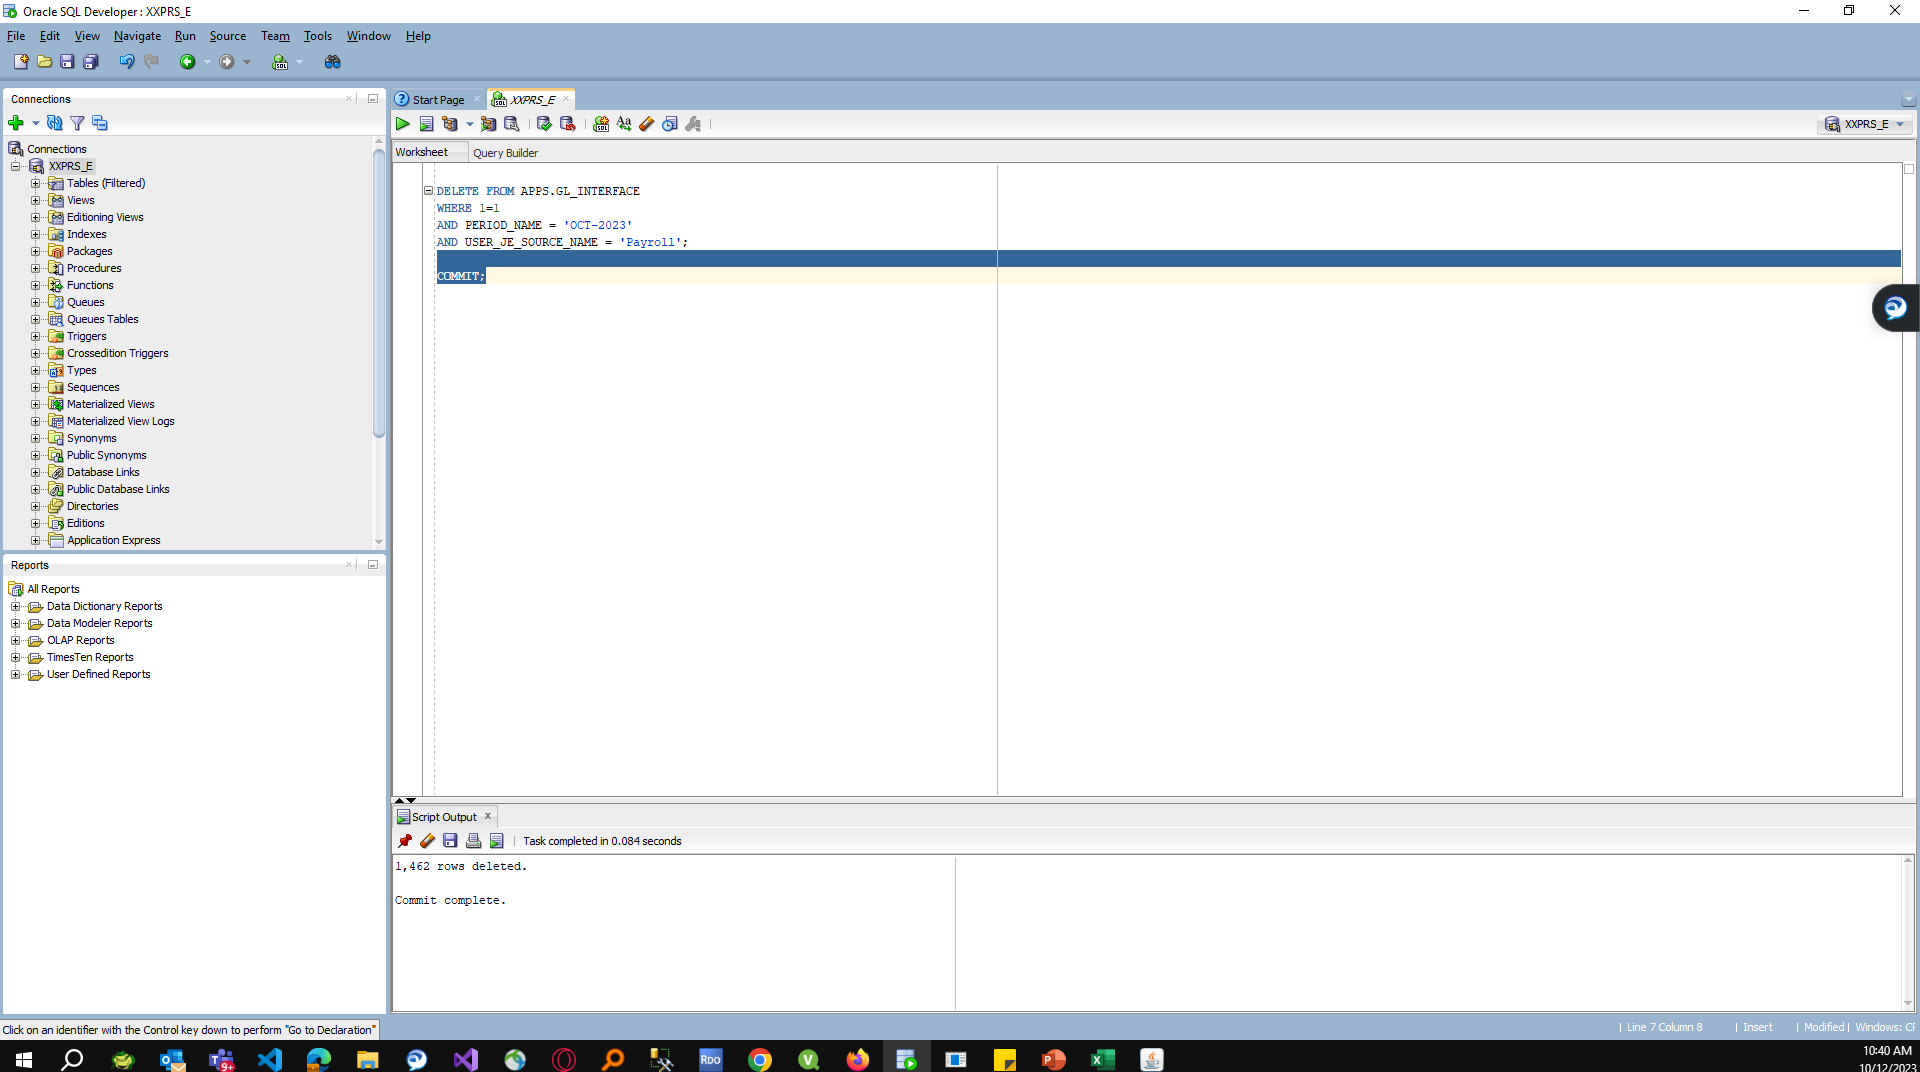 Oracle SQL Developer : XXPRS_E
File Edit View Navigate Run Source Team Tools Window Help
Connections
Connections
XXPRS_E
Tables (Filtered)
Views
Editioning Views
Indexes
Packages
Procedures
Functions
Queues
Queues Tables
Triggers
Crossedition Triggers
Types
Sequences
Materialized Views
Materialized View Logs
Synonyms
Public Synonyms
Database Links
Public Database Links
Directories
Editions
Application Express
Reports
All Reports
Data Dictionary Reports
Data Modeler Reports
OLAP Reports
TimesTen Reports
User Defined Reports
Start Page XXPRS_E
XXPRS_E
Worksheet Query Builder
DELETE FROM APPS.GL_INTERFACE
WHERE 1=1
AND PERIOD_NAME = 'OCT-2023'
AND USER_JE_SOURCE_NAME = 'Payroll';
COMMIT;
Script Output
Task completed in 0.084 seconds
1,462 rows deleted.
Commit complete.
Click on an identifier with the Control key down to perform "Go to Declaration"
Line 7 Column 8 Insert Modified Windows: CF
10:40 AM
10/12/2023